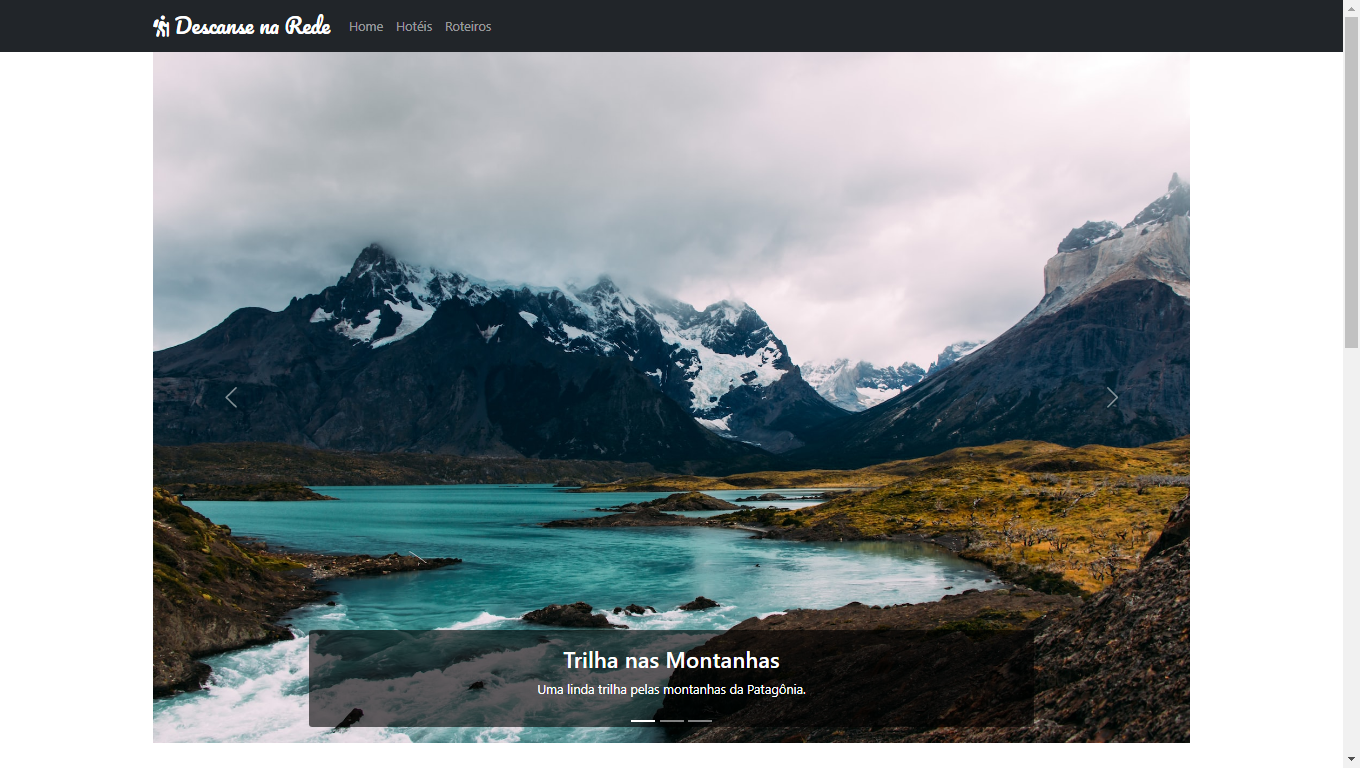 Descanse na Rede Home Hotéis Roteiros
Trilha nas Montanhas
Uma linda trilha pelas montanhas da Patagônia.